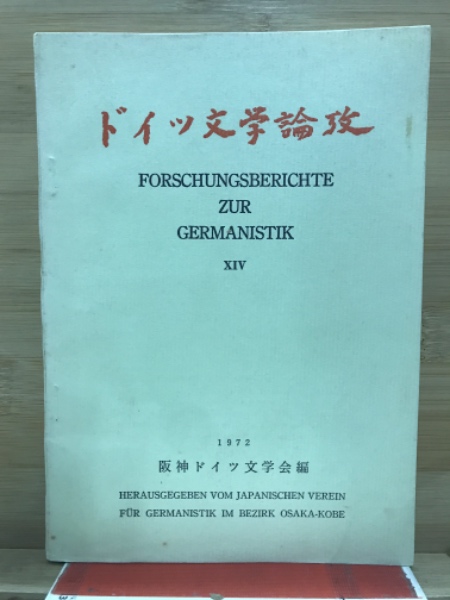 ドイツ文学論攷
FORSCHUNGSBERICHTE
ZUR
GERMANISTIK
XIV
1972
阪神ドイツ文学会編
HERAUSGEGEBEN VOM JAPANISCHEN VEREIN
FÜR GERMANISTIK IM BEZIRK OSAKA-KOBE